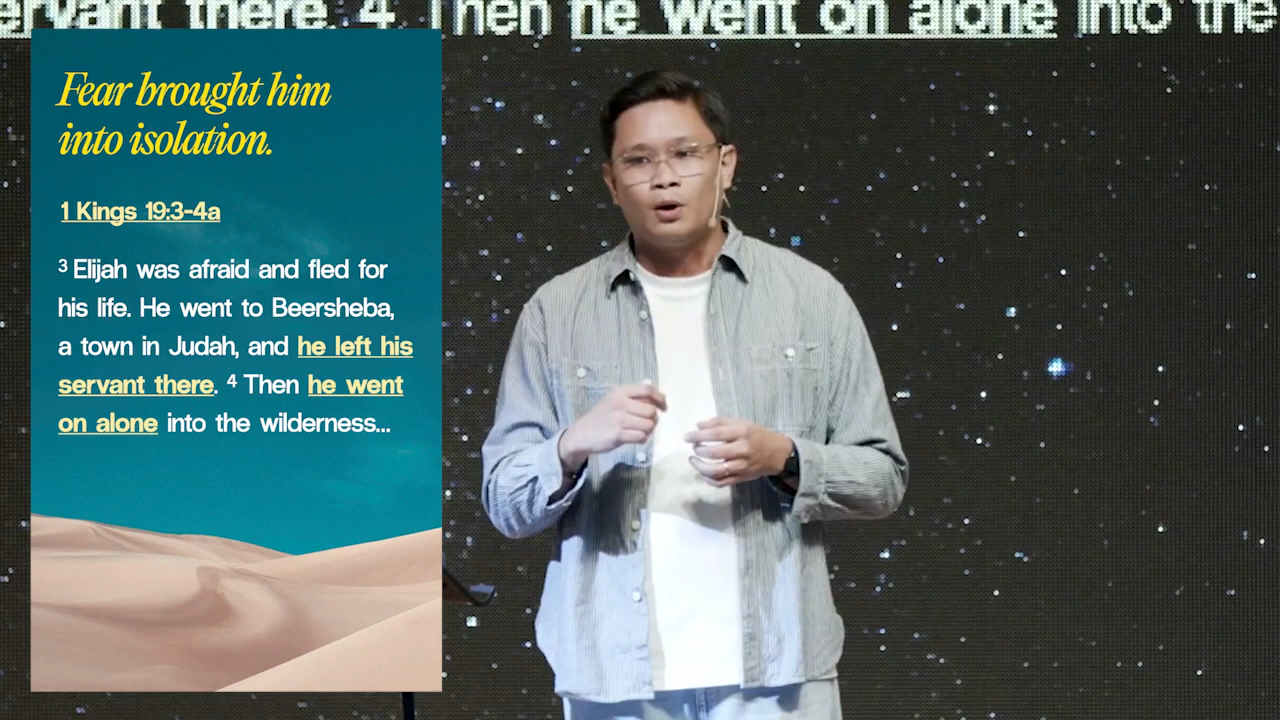 ervant there. 4 Then he went on alone into the
Fear brought him
into isolation.
1 Kings 19:3-4a
3 Elijah was afraid and fled for
his life. He went to Beersheba,
a town in Judah, and he left his
servant there. 4 Then he went
on alone into the wilderness...